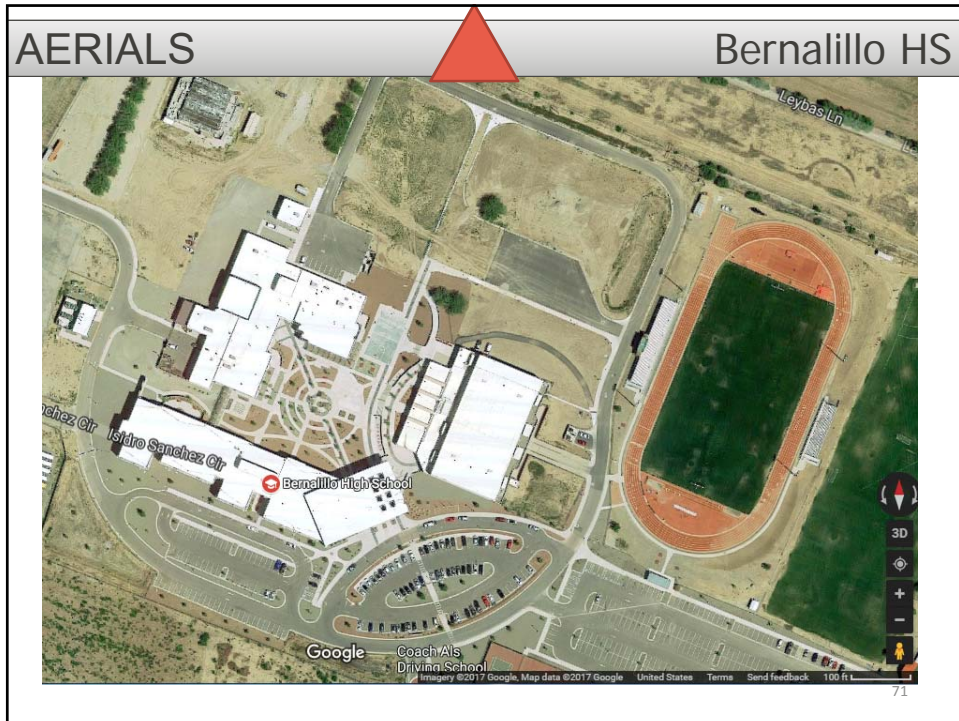 AERIALS
Bernalillo HS
Leybas Ln
Isidro Sanchez Cir
chez Cir
Bernalillo High School
3D
+
−
Google
Coach Als
Driving School
Imagery ©2017 Google, Map data ©2017 Google United States Terms Send feedback 100 ft
71